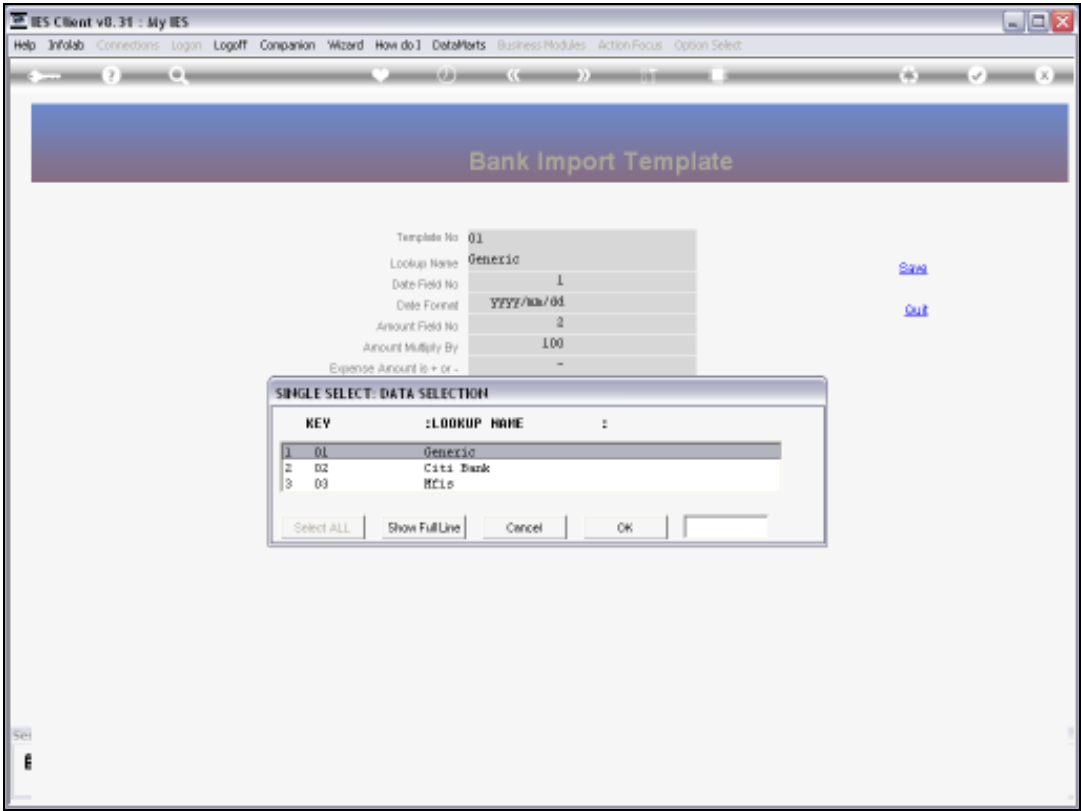 IES Client v8.31 : My IES
Help Infolab Connections Logon Logoff Companion Wizard How do I DataMarts Business Modules Action Focus Option Select
Bank Import Template
Template No 01
Lookup Name Generic
Date Field No 1
Date Format yyyy/mm/dd
Amount Field No 2
Amount Multiply By 100
Expense Amount is + or - -
Save
Quit
SINGLE SELECT: DATA SELECTION
KEY :LOOKUP NAME :
1 01 Generic
2 02 Citi Bank
3 03 Mfis
Select ALL Show Full Line Cancel OK
Sel